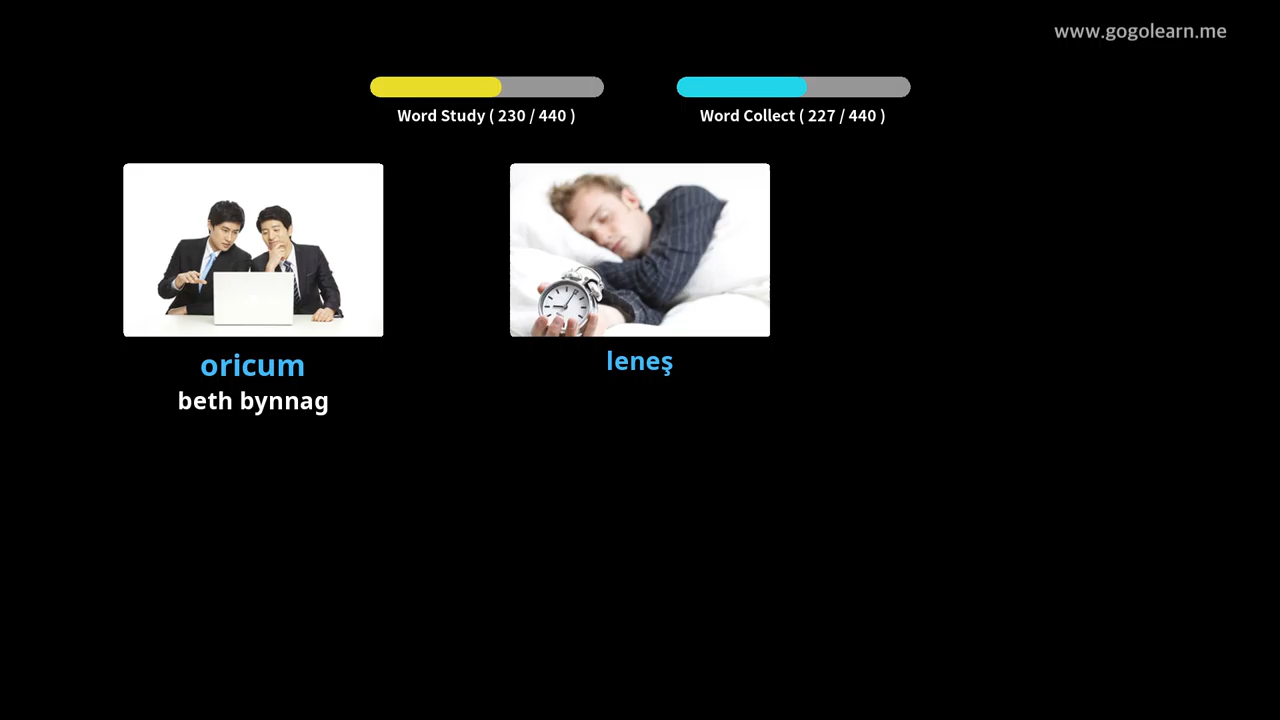 www.gogolearn.me
Word Study ( 230 / 440 )
Word Collect ( 227 / 440 )
oricum
beth bynnag
leneş